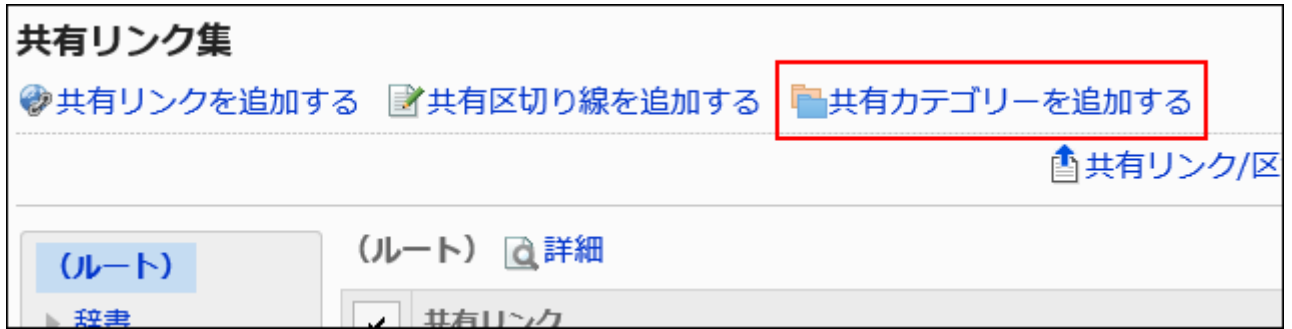 共有リンク集
共有リンクを追加する 共有区切り線を追加する 共有カテゴリーを追加する
共有リンク/区
(ルート)
(ルート) 詳細
辞書
共有リンク